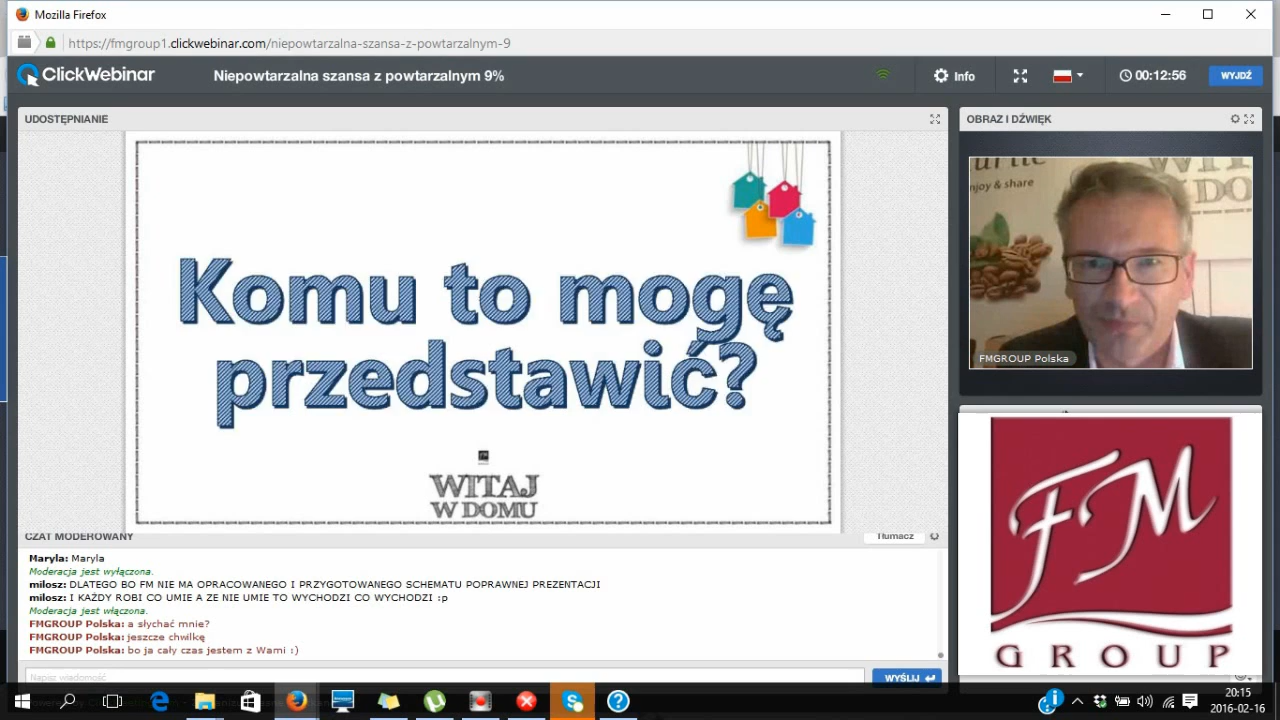 Mozilla Firefox
https://fmgroup1.clickwebinar.com/niepowtarzalna-szansa-z-powtarzalnym-9
ClickWebinar
Niepowtarzalna szansa z powtarzalnym 9%
Info
00:12:56
WYJDŹ
UDOSTĘPNIANIE
Komu to mogę
przedstawić?
WITAJ
W DOMU
OBRAZ I DŹWIĘK
enjoy & share
WITAJ
W DOMU
FMGROUP Polska
FM
GROUP
CZAT MODEROWANY
Tłumacz
Maryla: Maryla
Moderacja jest wyłączona.
milosz: DLATEGO BO FM NIE MA OPRACOWANEGO I PRZYGOTOWANEGO SCHEMATU POPRAWNEJ PREZENTACJI
milosz: I KAŻDY ROBI CO UMIE A ZE NIE UMIE TO WYCHODZI CO WYCHODZI :p
Moderacja jest włączona.
FMGROUP Polska: a słychać mnie?
FMGROUP Polska: jeszcze chwilkę
FMGROUP Polska: bo ja cały czas jestem z Wami :)
Napisz wiadomość
WYŚLIJ
20:15
2016-02-16